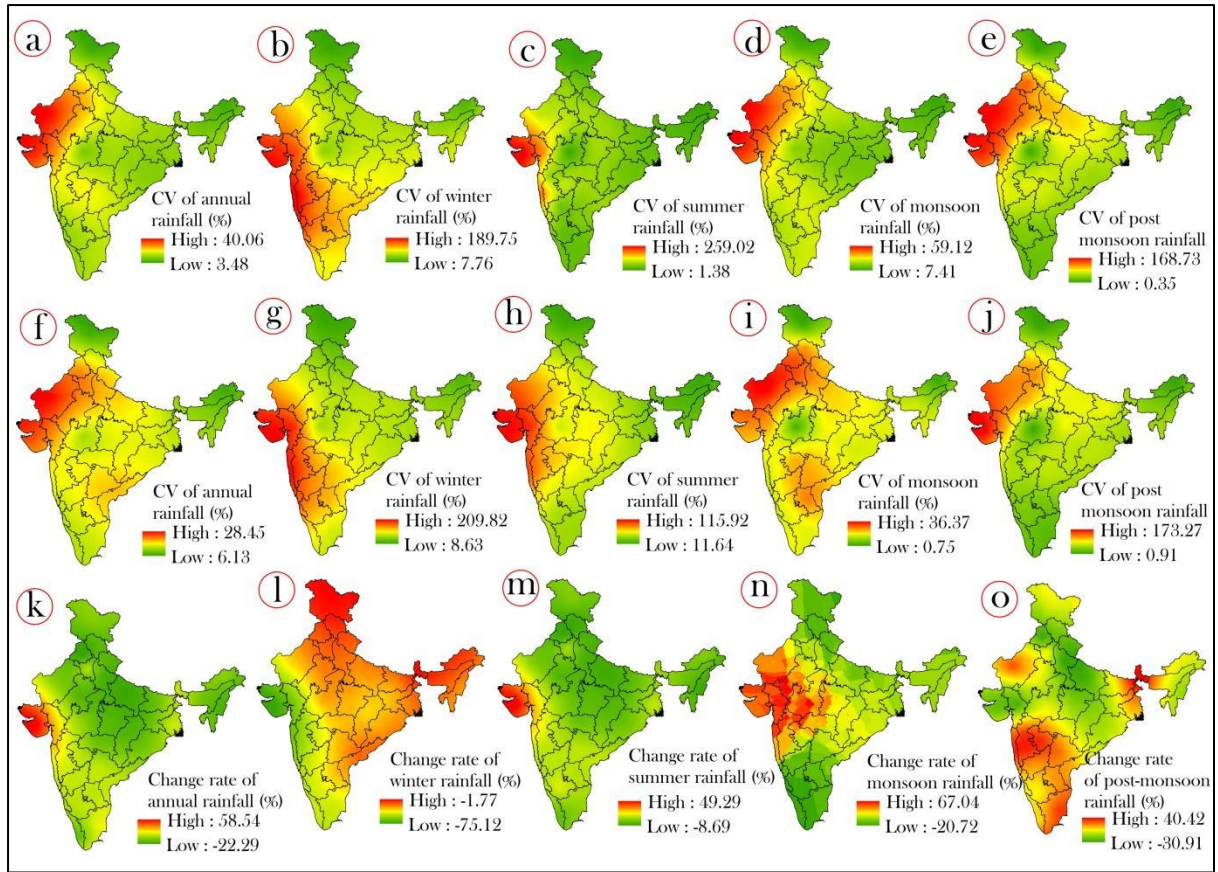 a
CV of annual
rainfall (%)
High : 40.06
Low : 3.48
b
CV of winter
rainfall (%)
High : 189.75
Low : 7.76
c
CV of summer
rainfall (%)
High : 259.02
Low : 1.38
d
CV of monsoon
rainfall (%)
High : 59.12
Low : 7.41
e
CV of post
monsoon rainfall
High : 168.73
Low : 0.35
f
CV of annual
rainfall (%)
High : 28.45
Low : 6.13
g
CV of winter
rainfall (%)
High : 209.82
Low : 8.63
h
CV of summer
rainfall (%)
High : 115.92
Low : 11.64
i
CV of monsoon
rainfall (%)
High : 36.37
Low : 0.75
j
CV of post
monsoon rainfall
High : 173.27
Low : 0.91
k
Change rate of
annual rainfall (%)
High : 58.54
Low : -22.29
l
Change rate of
winter rainfall (%)
High : -1.77
Low : -75.12
m
Change rate of
summer rainfall (%)
High : 49.29
Low : -8.69
n
Change rate of
monsoon rainfall (%)
High : 67.04
Low : -20.72
o
Change rate
of post-monsoon
rainfall (%)
High : 40.42
Low : -30.91